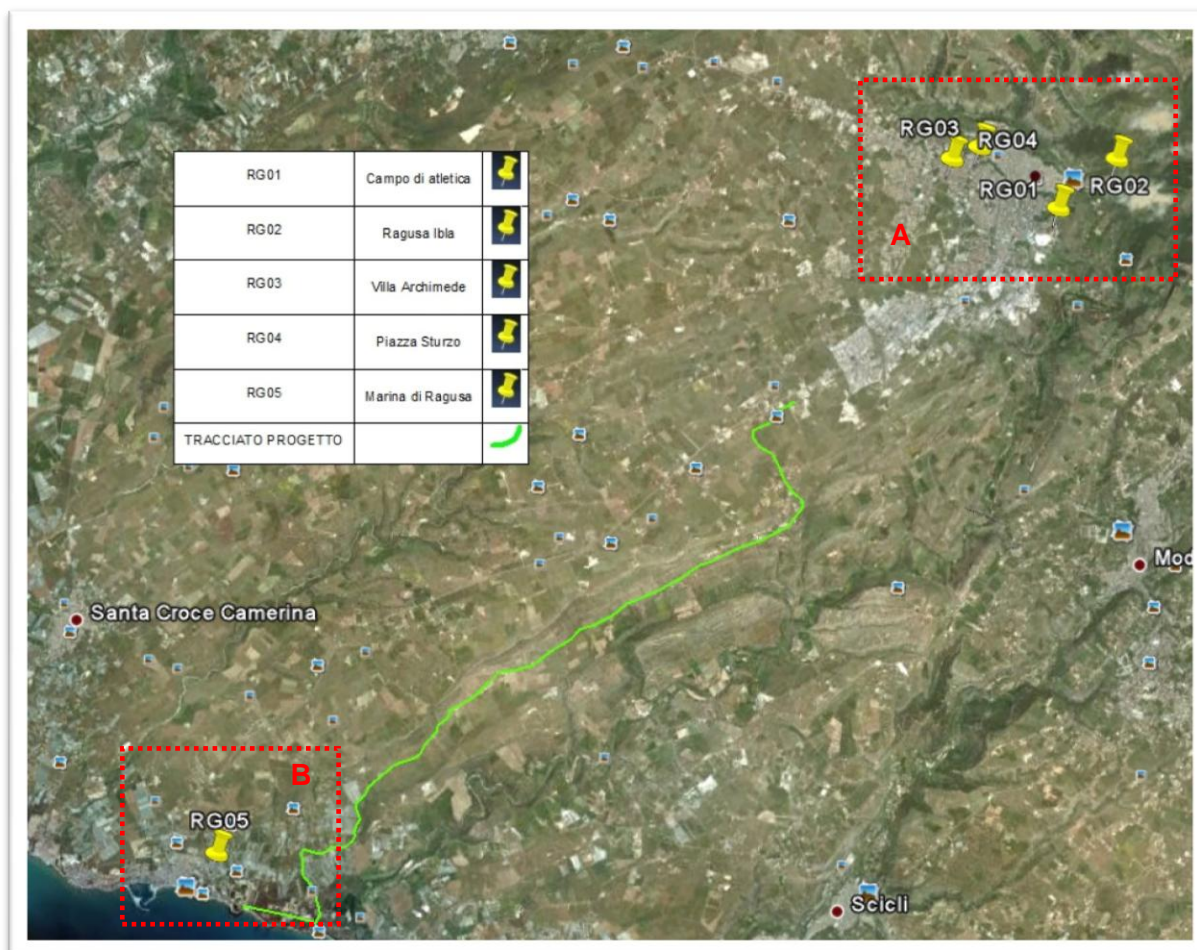 RG03
RG04
RG01
RG02
A
RG01 Campo di atletica
RG02 Ragusa Ibla
RG03 Villa Archimede
RG04 Piazza Sturzo
RG05 Marina di Ragusa
TRACCIATO PROGETTO
Mod
Santa Croce Camerina
B
RG05
Scicli